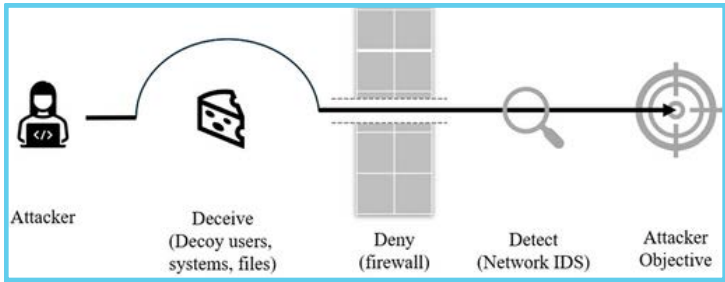 </>
Attacker
Deceive
(Decoy users,
systems, files)
Deny
(firewall)
Detect
(Network IDS)
Attacker
Objective